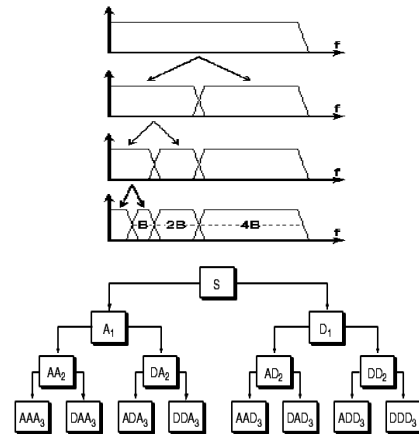 f
f
f
B 2B 4B f
S
A1 D1
AA2 DA2 AD2 DD2
AAA3 DAA3 ADA3 DDA3 AAD3 DAD3 ADD3 DDD3